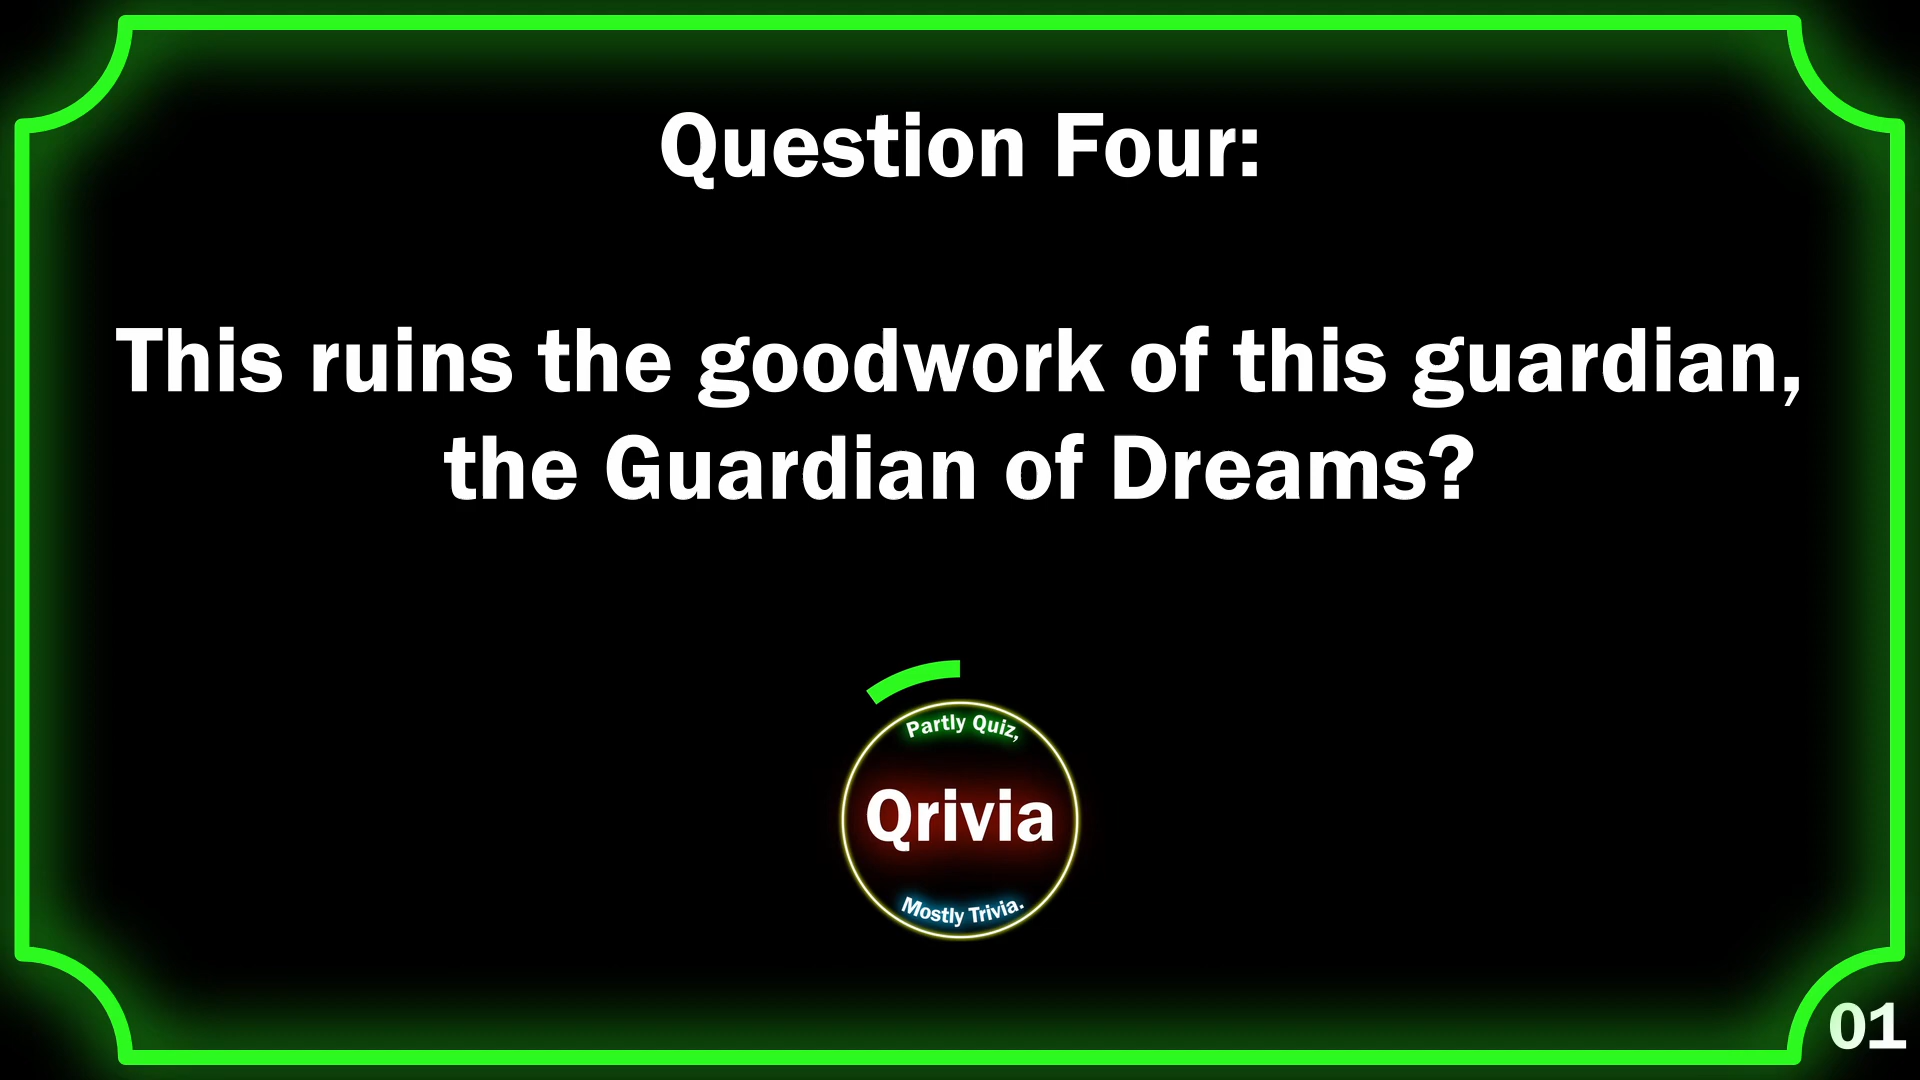 Question Four:
This ruins the goodwork of this guardian,
the Guardian of Dreams?
Partly Quiz,
Qrivia
Mostly Trivia.
01